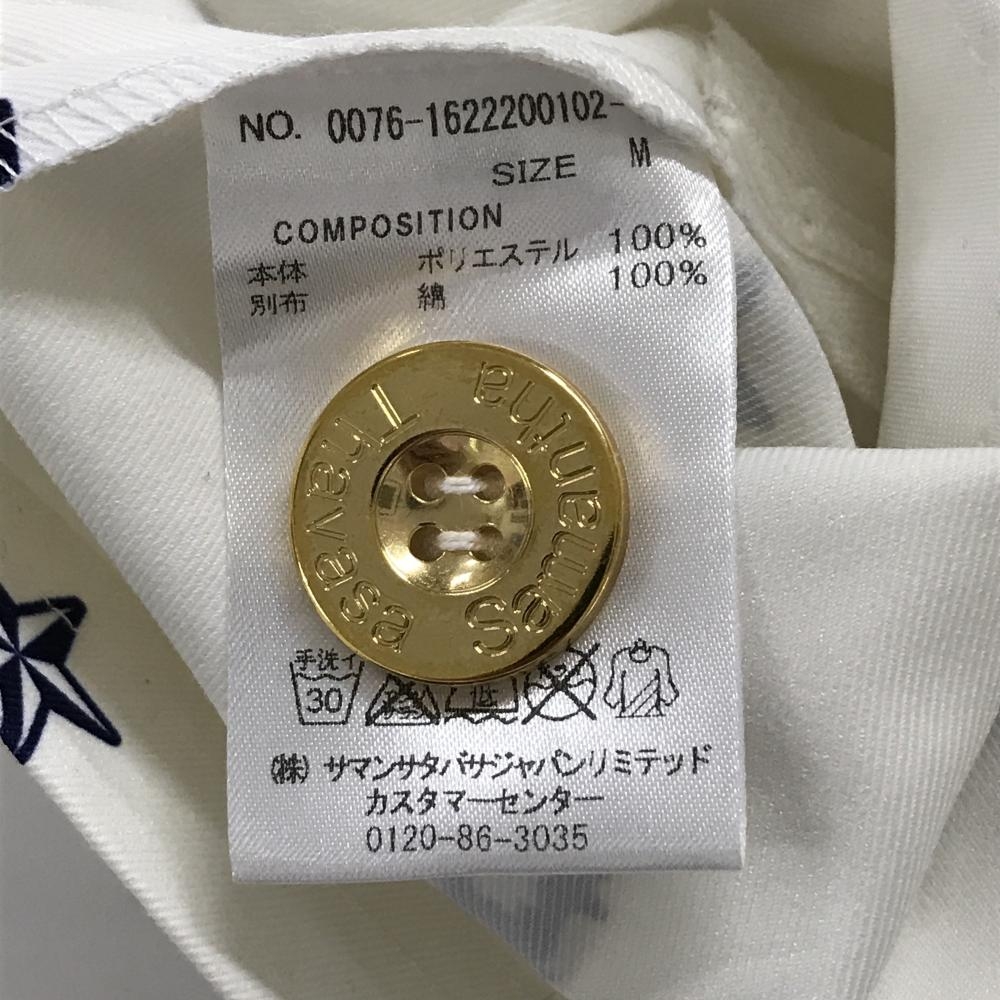 NO. 0076-1622200102-
SIZE M
COMPOSITION
本体 ポリエステル 100%
別布 綿 100%
Samantha
Thavasa
手洗イ
30
(株) サマンサタバサジャパンリミテッド
カスタマーセンター
0120-86-3035